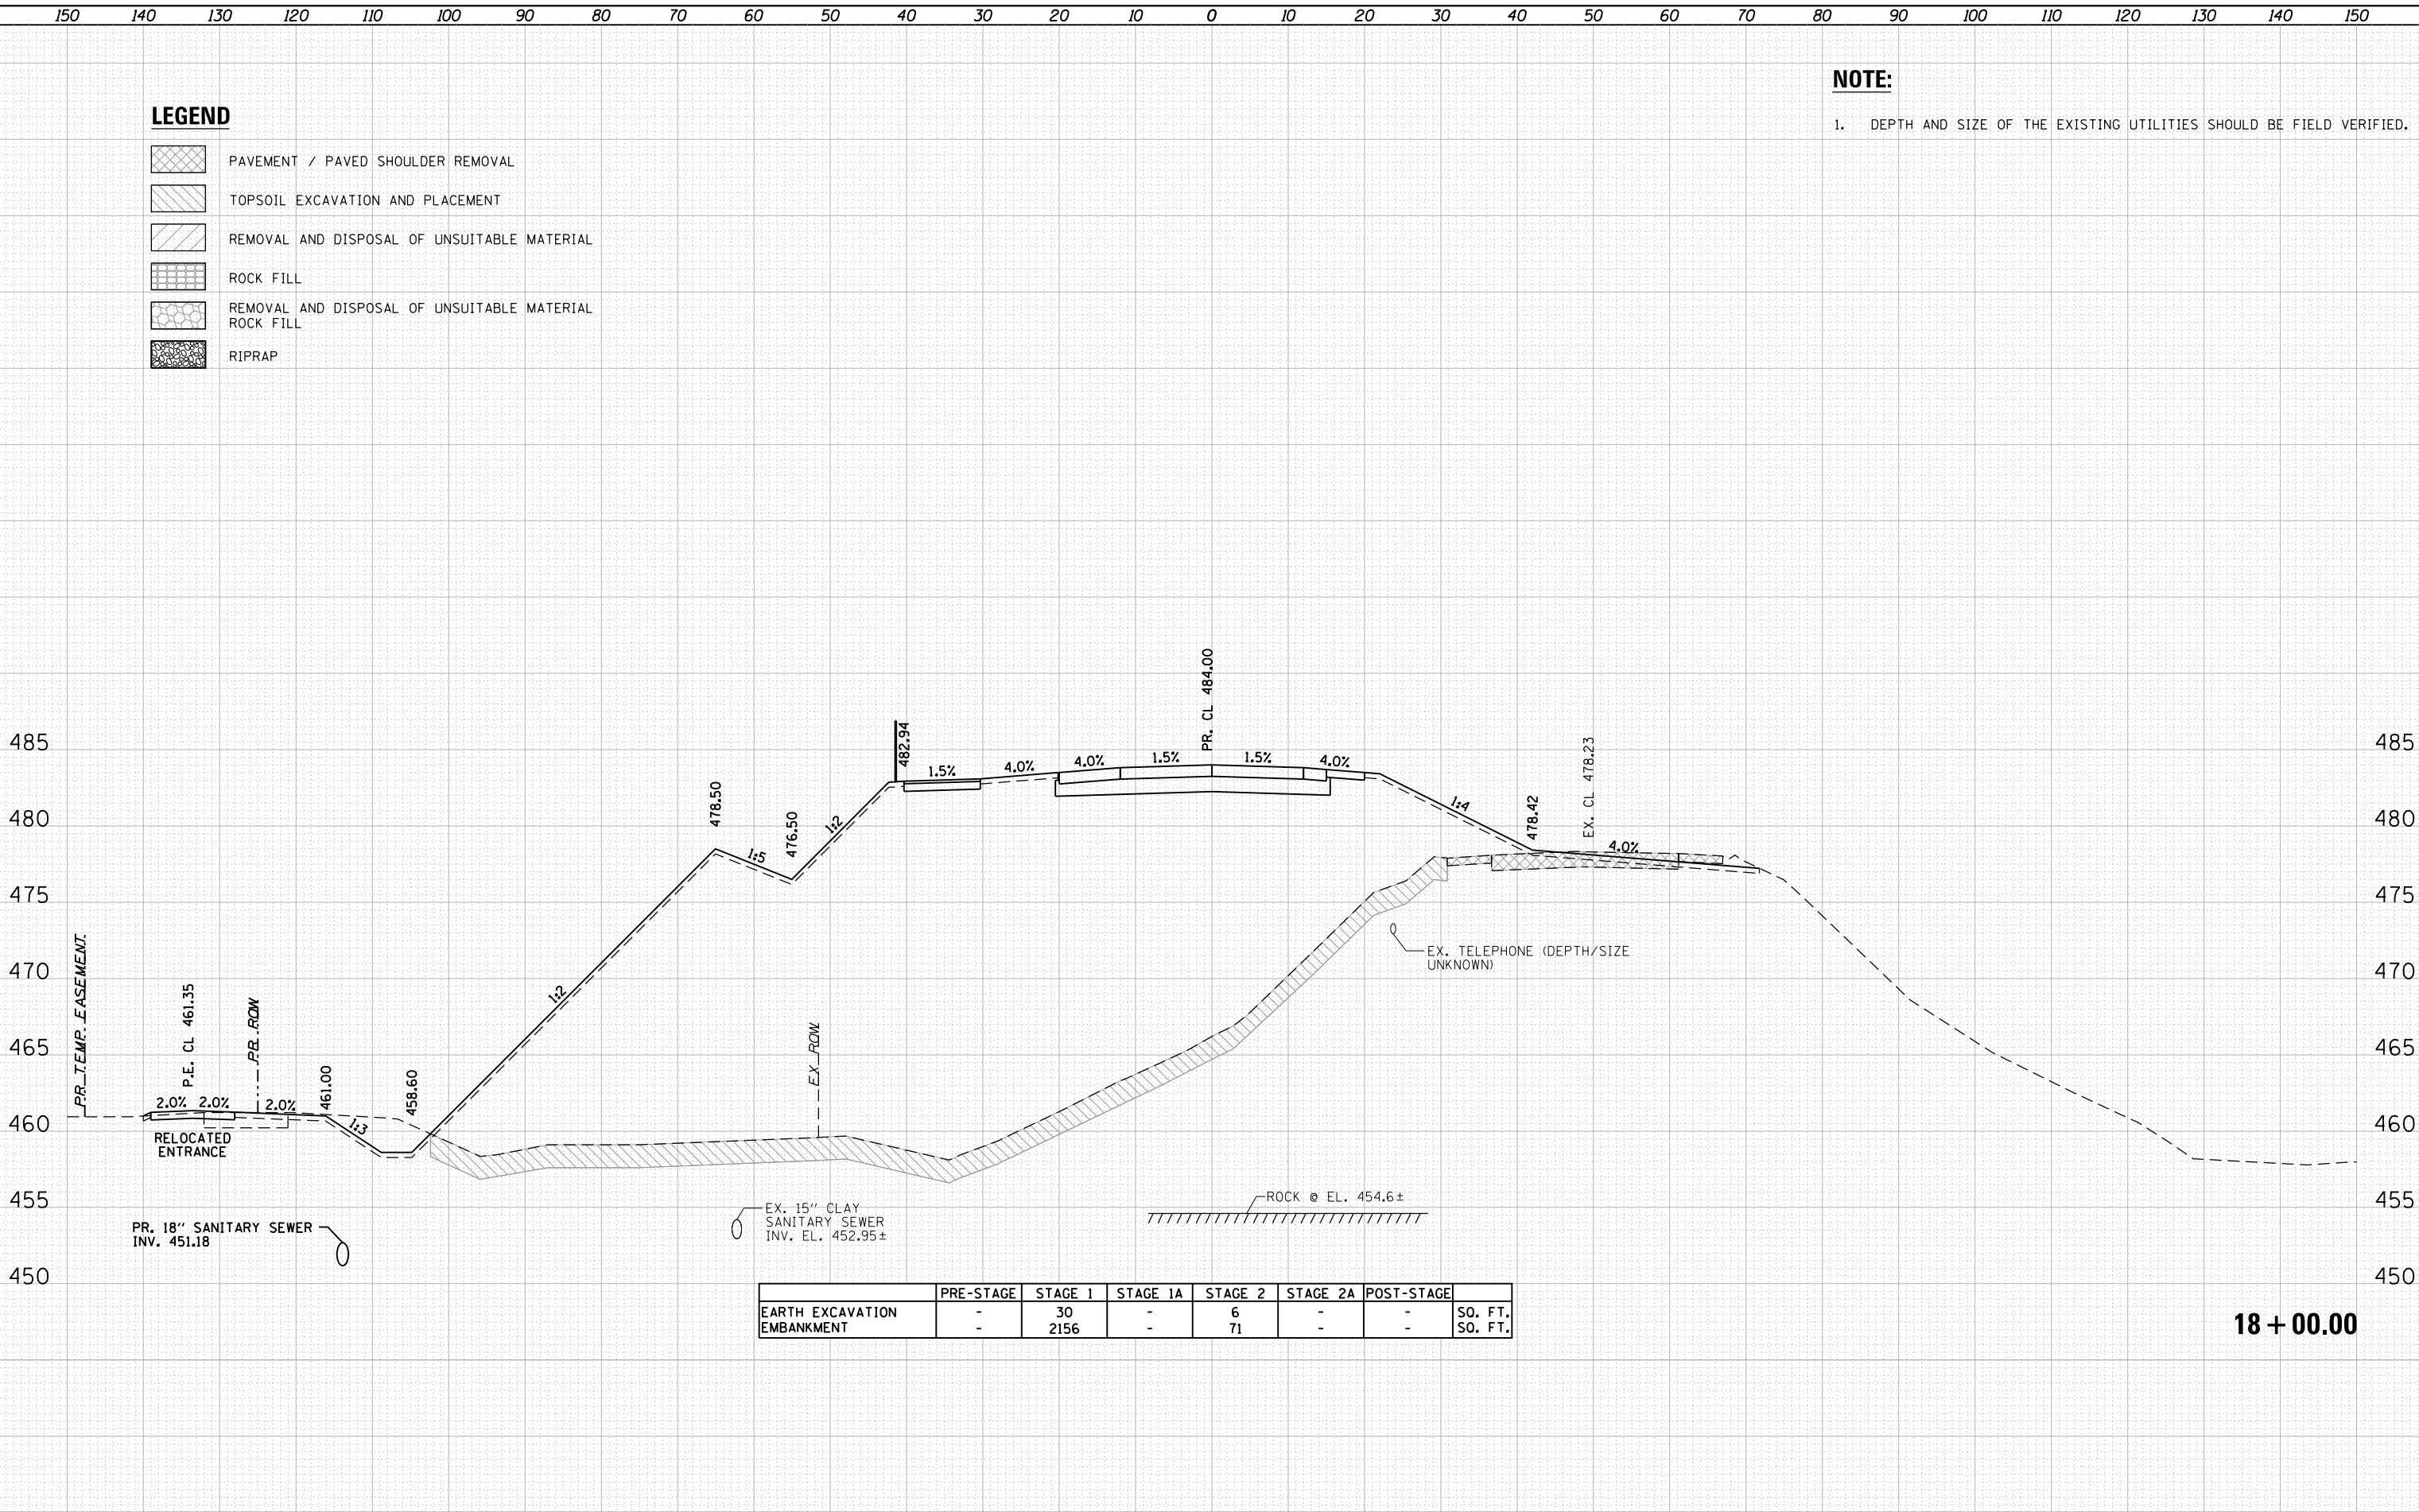 150 140 130 120 110 100 90 80 70 60 50 40 30 20 10 0 10 20 30 40 50 60 70 80 90 100 110 120 130 140 150
NOTE:
1. DEPTH AND SIZE OF THE EXISTING UTILITIES SHOULD BE FIELD VERIFIED.
LEGEND
PAVEMENT / PAVED SHOULDER REMOVAL
TOPSOIL EXCAVATION AND PLACEMENT
REMOVAL AND DISPOSAL OF UNSUITABLE MATERIAL
ROCK FILL
REMOVAL AND DISPOSAL OF UNSUITABLE MATERIAL
ROCK FILL
RIPRAP
PR. CL 484.00
482.94
EX. CL 478.23
485 485
1.5% 4.0% 4.0% 1.5% 1.5% 4.0%
478.50
476.50
478.42
480 480
1:2
1:5
1:4
4.0%
475 475
EX. TELEPHONE (DEPTH/SIZE
UNKNOWN)
470 470
1:2
PR. TEMP. EASEMENT
P.E. CL 461.35
PR. ROW
461.00
458.60
EX ROW
465 465
2.0% 2.0% 2.0%
1:3
460 460
RELOCATED
ENTRANCE
455 455
ROCK @ EL. 454.6±
EX. 15" CLAY
SANITARY SEWER
INV. EL. 452.95±
PR. 18" SANITARY SEWER
INV. 451.18
450 450
PRE-STAGE STAGE 1 STAGE 1A STAGE 2 STAGE 2A POST-STAGE
EARTH EXCAVATION - 30 - 6 - - SQ. FT.
EMBANKMENT - 2156 - 71 - - SQ. FT.
18+00.00